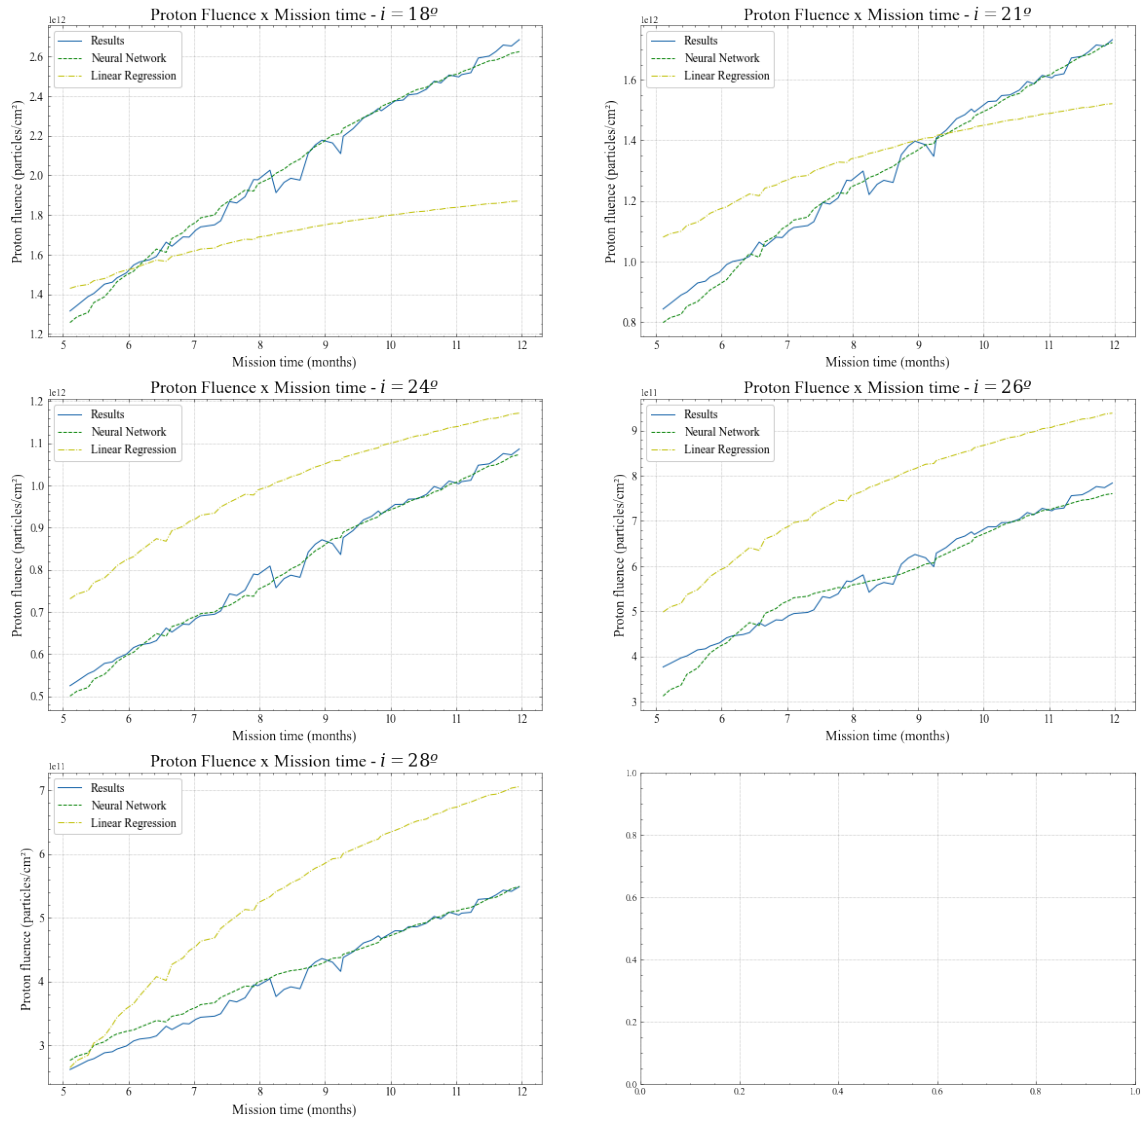 Proton Fluence x Mission time - i = 18º
1e12
Results
Neural Network
Linear Regression
2.6
2.4
2.2
2.0
1.8
1.6
1.4
1.2
Proton fluence (particles/cm²)
5 6 7 8 9 10 11 12
Mission time (months)
Proton Fluence x Mission time - i = 21º
1e12
Results
Neural Network
Linear Regression
1.6
1.4
1.2
1.0
0.8
Proton fluence (particles/cm²)
5 6 7 8 9 10 11 12
Mission time (months)
Proton Fluence x Mission time - i = 24º
1e12
Results
Neural Network
Linear Regression
1.2
1.1
1.0
0.9
0.8
0.7
0.6
0.5
Proton fluence (particles/cm²)
5 6 7 8 9 10 11 12
Mission time (months)
Proton Fluence x Mission time - i = 26º
1e11
Results
Neural Network
Linear Regression
9
8
7
6
5
4
3
Proton fluence (particles/cm²)
5 6 7 8 9 10 11 12
Mission time (months)
Proton Fluence x Mission time - i = 28º
1e11
Results
Neural Network
Linear Regression
7
6
5
4
3
Proton fluence (particles/cm²)
5 6 7 8 9 10 11 12
Mission time (months)
1.0
0.8
0.6
0.4
0.2
0.0
0.0 0.2 0.4 0.6 0.8 1.0